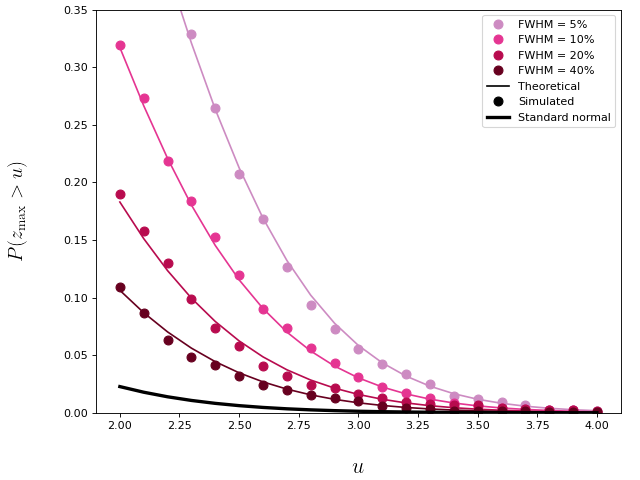 0.35
0.30
0.25
0.20
0.15
0.10
0.05
0.00
P(z_max > u)
FWHM = 5%
FWHM = 10%
FWHM = 20%
FWHM = 40%
Theoretical
Simulated
Standard normal
2.00 2.25 2.50 2.75 3.00 3.25 3.50 3.75 4.00
u